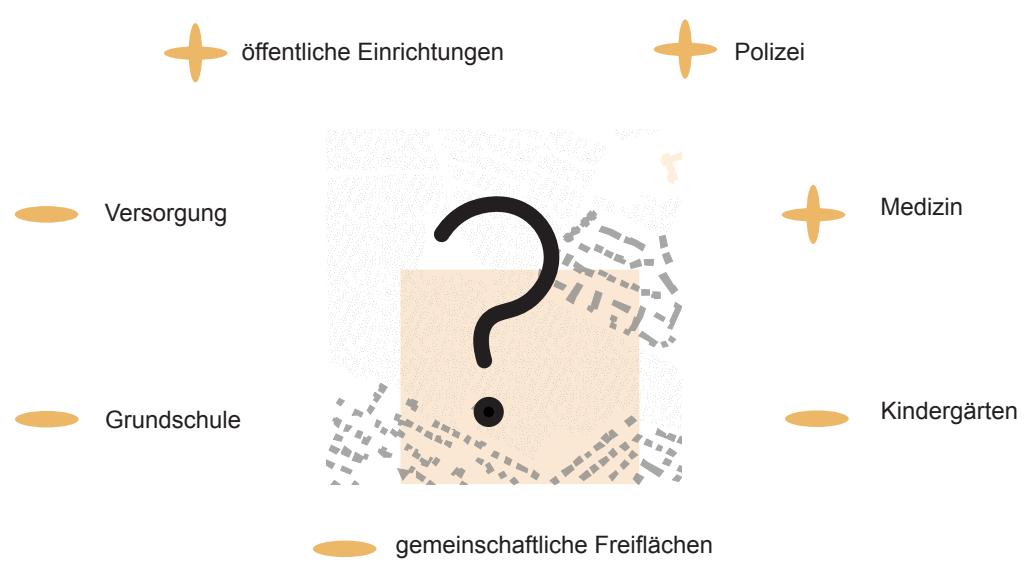 öffentliche Einrichtungen
Polizei
Versorgung
Medizin
Grundschule
Kindergärten
gemeinschaftliche Freiflächen